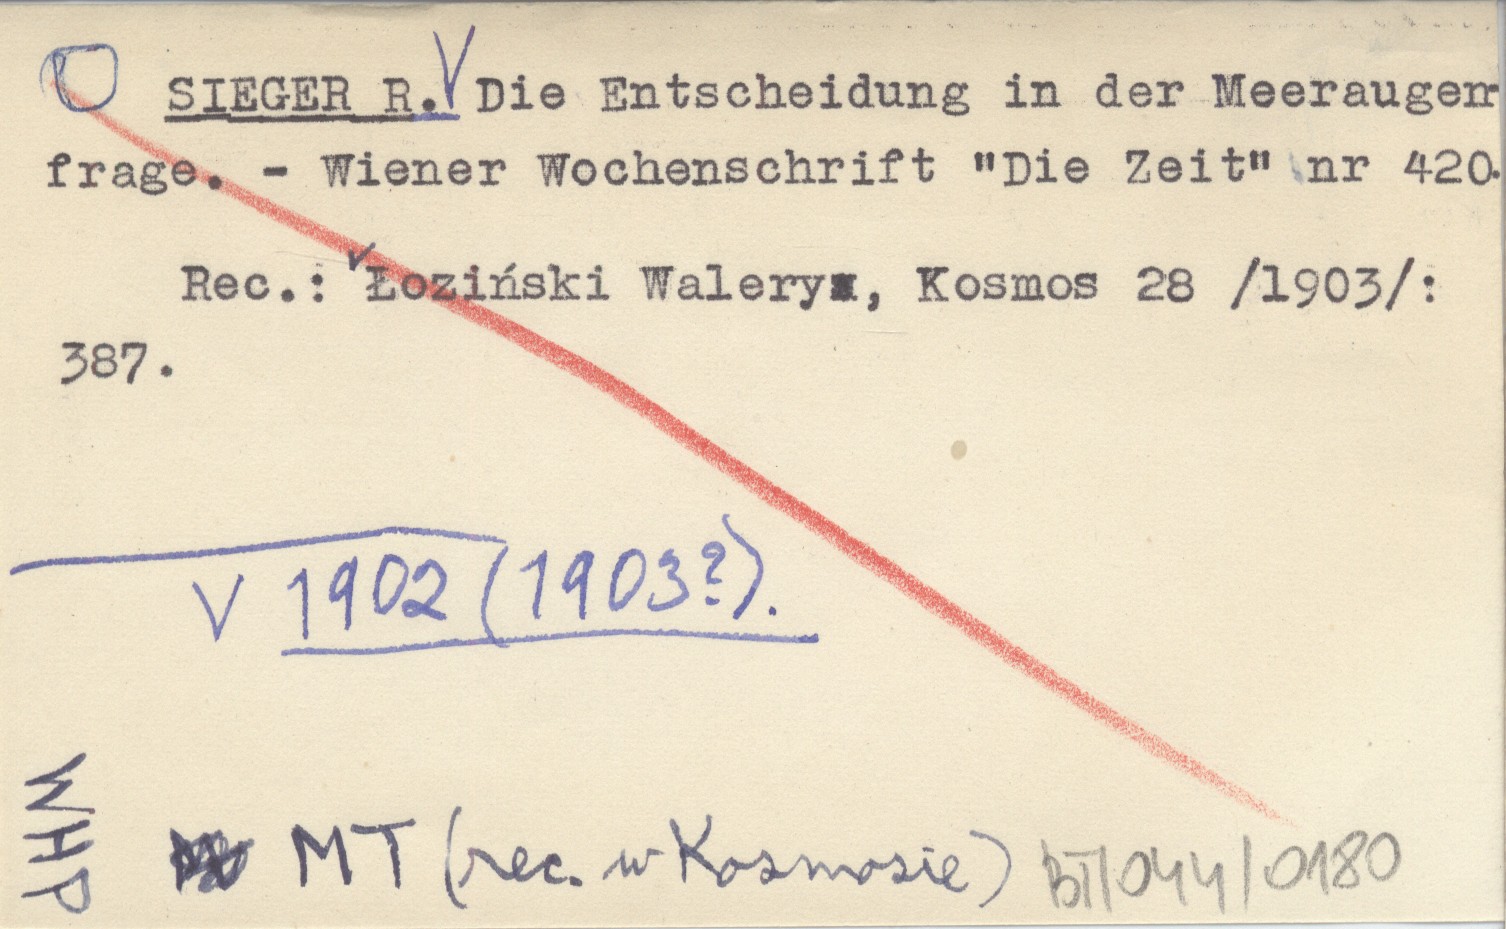 SIEGER R. Die Entscheidung in der Meeraugen-
frage. - Wiener Wochenschrift "Die Zeit" nr 420.
Rec.: Łoziński Walery, Kosmos 28 /1903/:
387.
V 1902 (1903?).
WHP
MT (rec. w Kosmosie) BT/044/0180